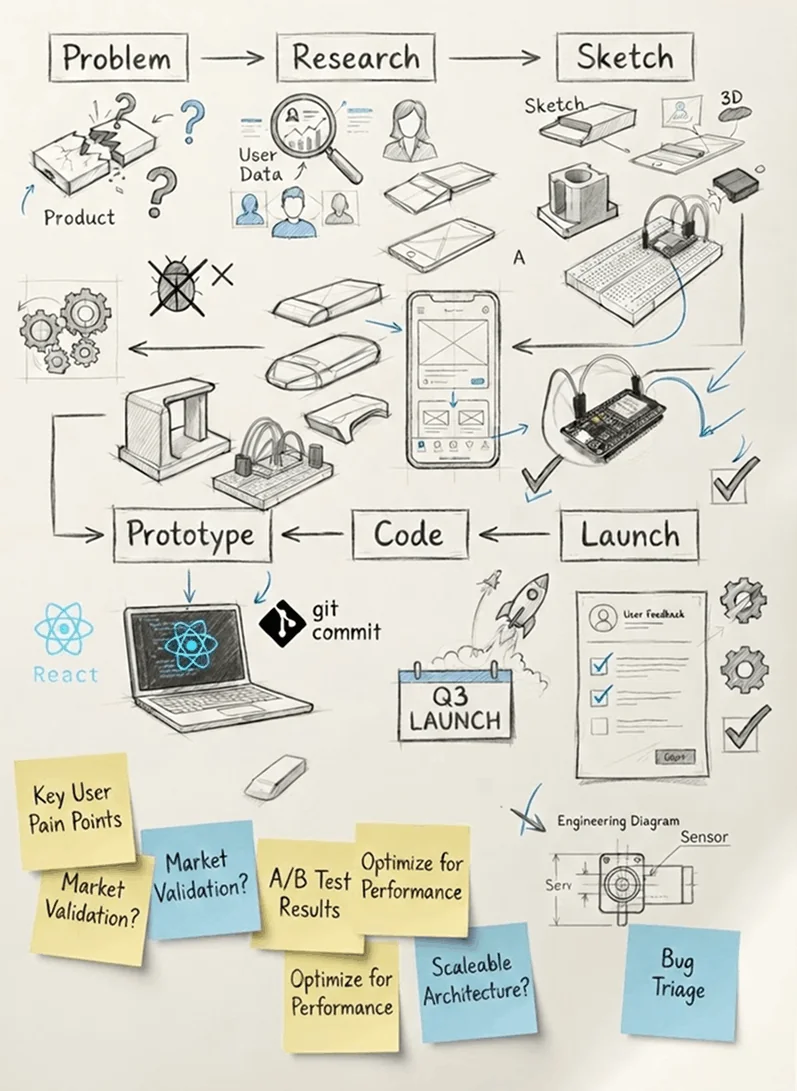 Problem
Research
Sketch
Sketch
3D
User
Data
Product
A
Prototype
Code
Launch
React
git
commit
User Feedback
Q3
LAUNCH
Key User
Pain Points
Market
Validation?
Market
Validation?
A/B Test
Results
Optimize for
Performance
Optimize for
Performance
Scaleable
Architecture?
Engineering Diagram
Sensor
Serv
Bug
Triage